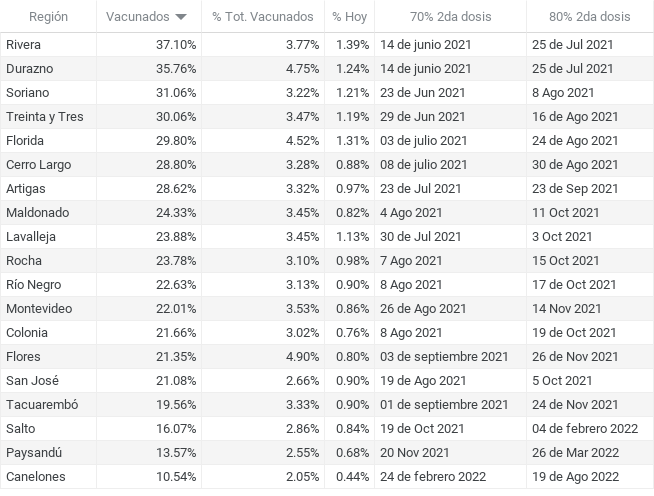 Región Vacunados % Tot. Vacunados % Hoy 70% 2da dosis 80% 2da dosis
Rivera 37.10% 3.77% 1.39% 14 de junio 2021 25 de Jul 2021
Durazno 35.76% 4.75% 1.24% 14 de junio 2021 25 de Jul 2021
Soriano 31.06% 3.22% 1.21% 23 de Jun 2021 8 Ago 2021
Treinta y Tres 30.06% 3.47% 1.19% 29 de Jun 2021 16 de Ago 2021
Florida 29.80% 4.52% 1.31% 03 de julio 2021 24 de Ago 2021
Cerro Largo 28.80% 3.28% 0.88% 08 de julio 2021 30 de Ago 2021
Artigas 28.62% 3.32% 0.97% 23 de Jul 2021 23 de Sep 2021
Maldonado 24.33% 3.45% 0.82% 4 Ago 2021 11 Oct 2021
Lavalleja 23.88% 3.45% 1.13% 30 de Jul 2021 3 Oct 2021
Rocha 23.78% 3.10% 0.98% 7 Ago 2021 15 Oct 2021
Río Negro 22.63% 3.13% 0.90% 8 Ago 2021 17 de Oct 2021
Montevideo 22.01% 3.53% 0.86% 26 de Ago 2021 14 Nov 2021
Colonia 21.66% 3.02% 0.76% 8 Ago 2021 19 de Oct 2021
Flores 21.35% 4.90% 0.80% 03 de septiembre 2021 26 de Nov 2021
San José 21.08% 2.66% 0.90% 19 de Ago 2021 5 Oct 2021
Tacuarembó 19.56% 3.33% 0.90% 01 de septiembre 2021 24 de Nov 2021
Salto 16.07% 2.86% 0.84% 19 de Oct 2021 04 de febrero 2022
Paysandú 13.57% 2.55% 0.68% 20 Nov 2021 26 de Mar 2022
Canelones 10.54% 2.05% 0.44% 24 de febrero 2022 19 de Ago 2022